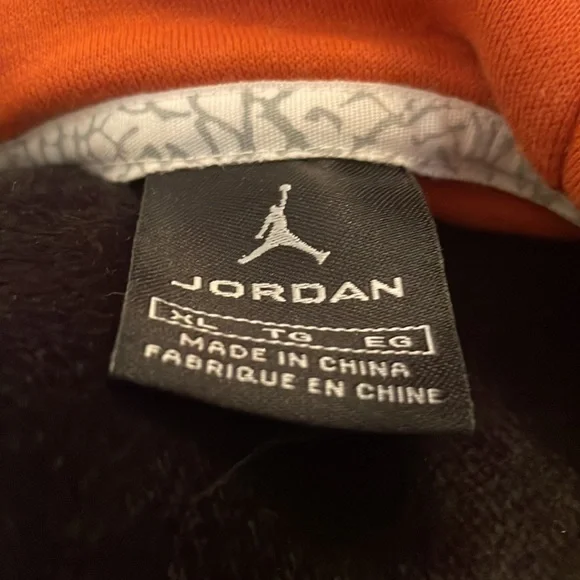 JORDAN
XL TG EG
MADE IN CHINA
FABRIQUE EN CHINE